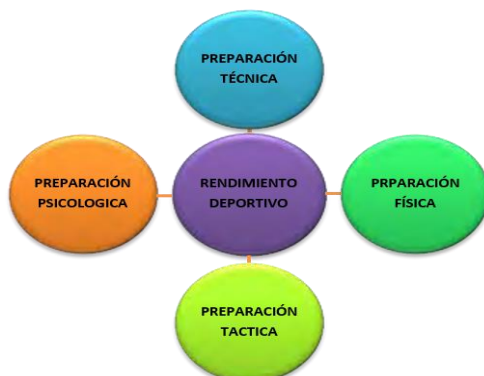 PREPARACIÓN
TÉCNICA
PREPARACIÓN
PSICOLOGICA
RENDIMIENTO
DEPORTIVO
PRPARACIÓN
FÍSICA
PREPARACIÓN
TACTICA